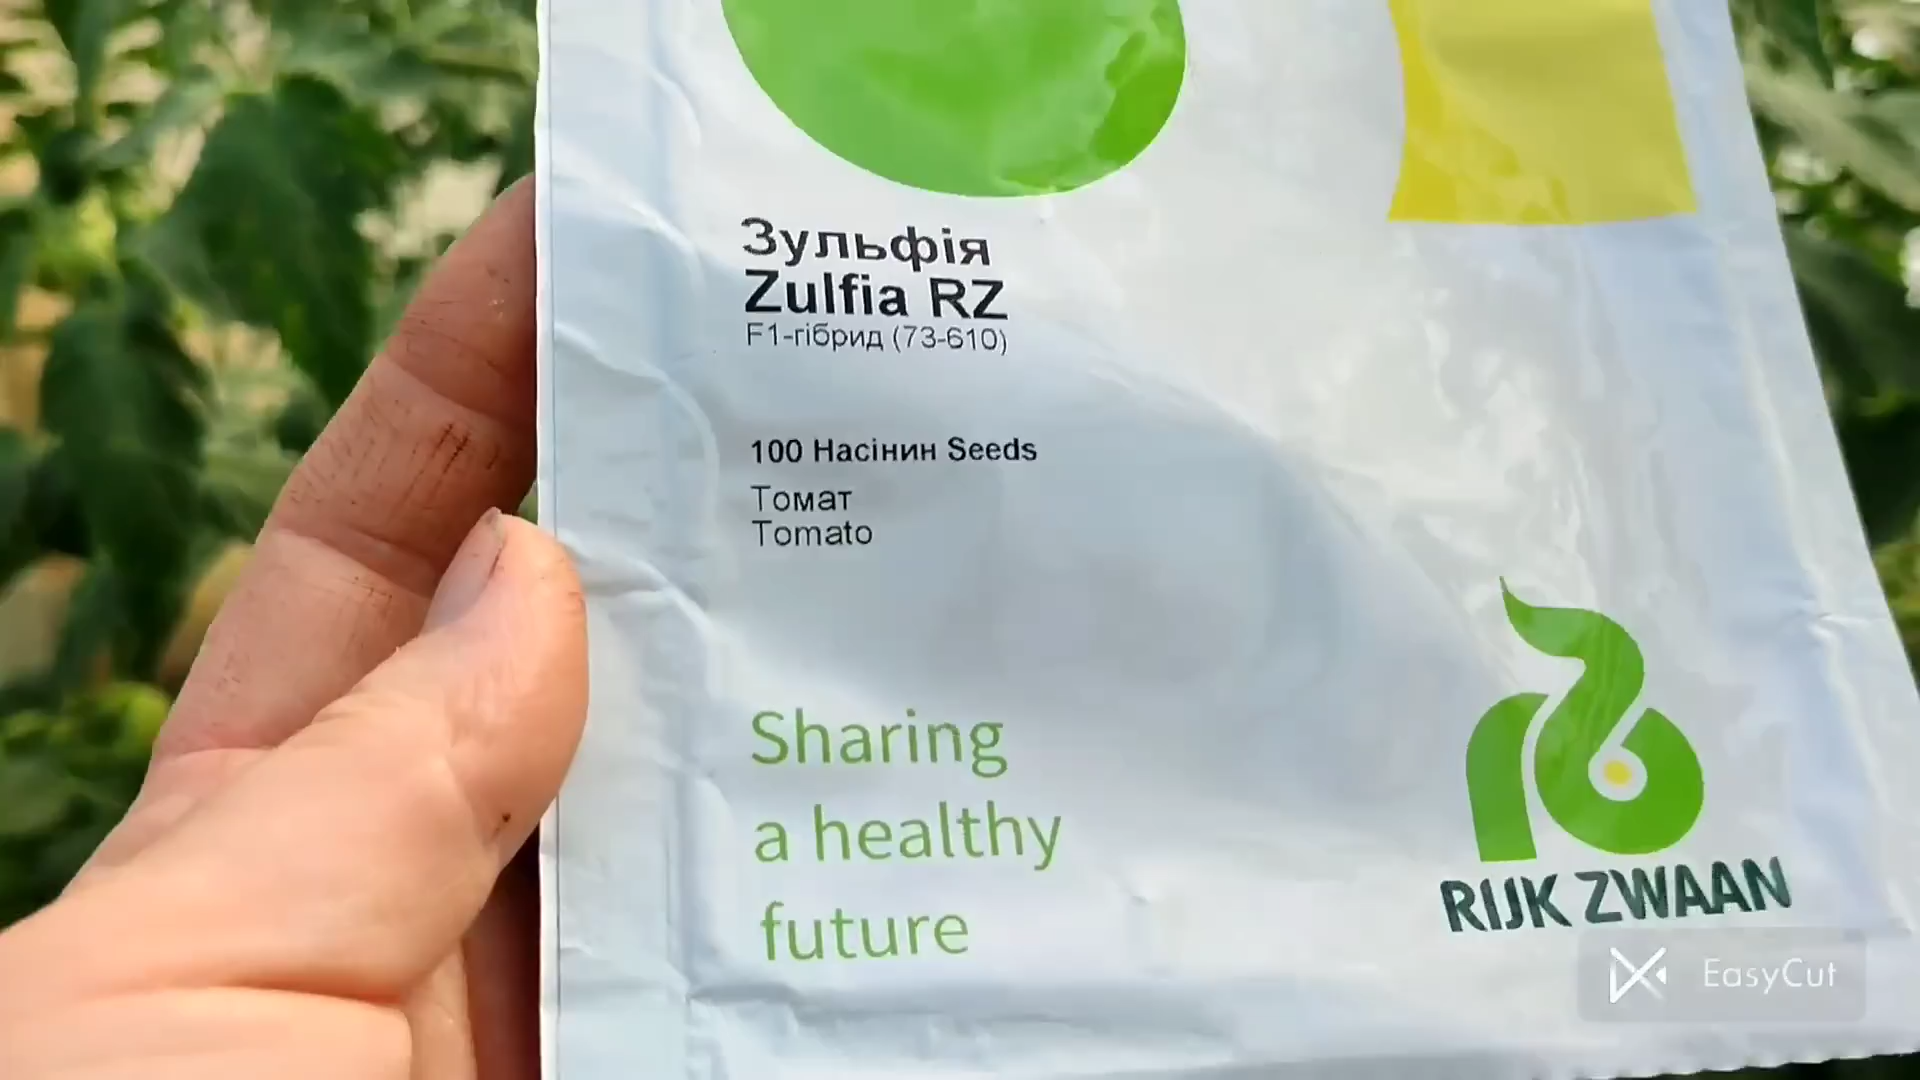 Зульфія
Zulfia RZ
F1-гібрид (73-610)
100 Насінин Seeds
Томат
Tomato
Sharing
a healthy
future
RIJK ZWAAN
EasyCut